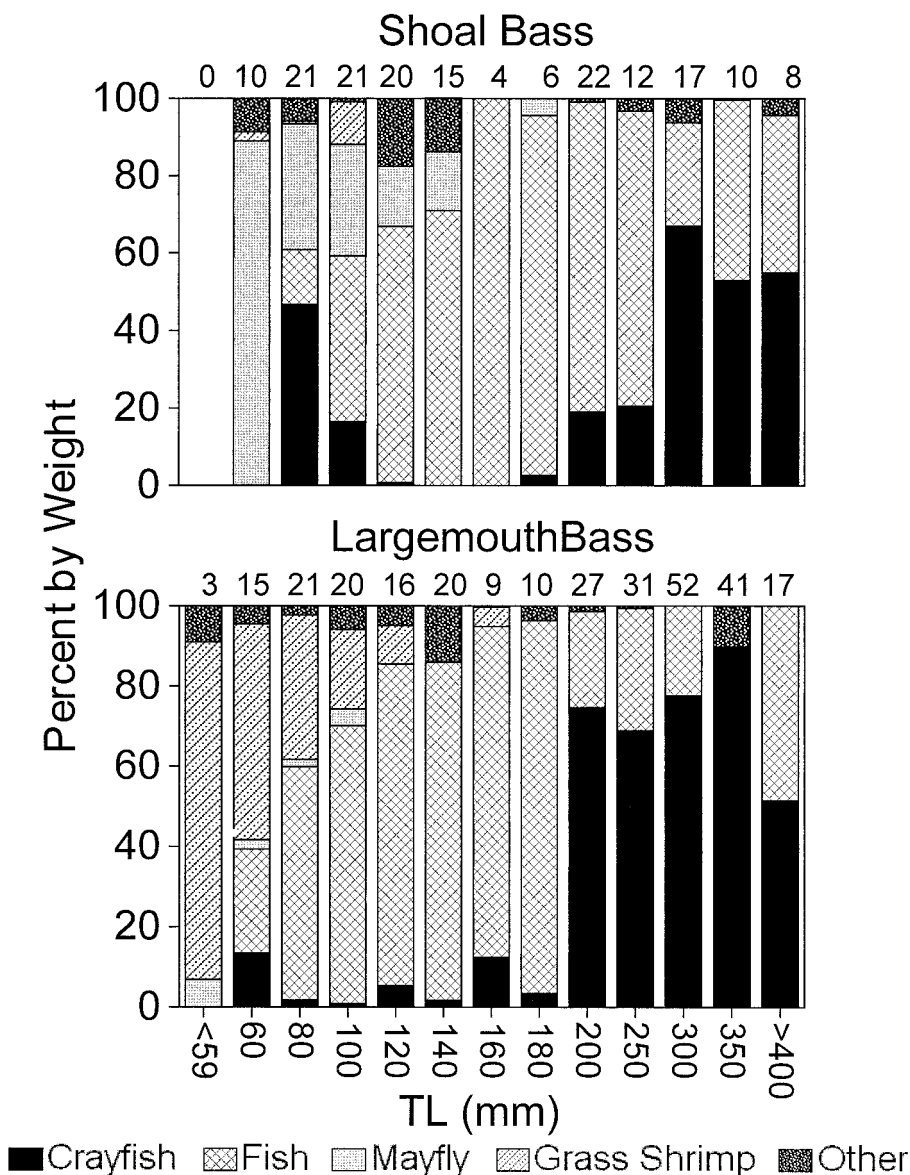 Shoal Bass
0 10 21 21 20 15 4 6 22 12 17 10 8
100
80
60
40
20
0
Percent by Weight
LargemouthBass
3 15 21 20 16 20 9 10 27 31 52 41 17
100
80
60
40
20
0
<59 60 80 100 120 140 160 180 200 250 300 350 >400
TL (mm)
Crayfish Fish Mayfly Grass Shrimp Other